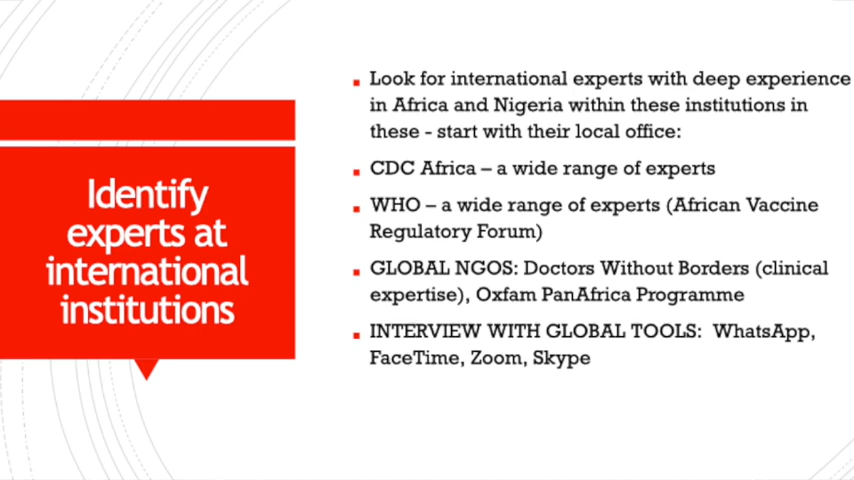 Identify
experts at
international
institutions
Look for international experts with deep experience
in Africa and Nigeria within these institutions in
these - start with their local office:
CDC Africa – a wide range of experts
WHO – a wide range of experts (African Vaccine
Regulatory Forum)
GLOBAL NGOS: Doctors Without Borders (clinical
expertise), Oxfam PanAfrica Programme
INTERVIEW WITH GLOBAL TOOLS: WhatsApp,
FaceTime, Zoom, Skype